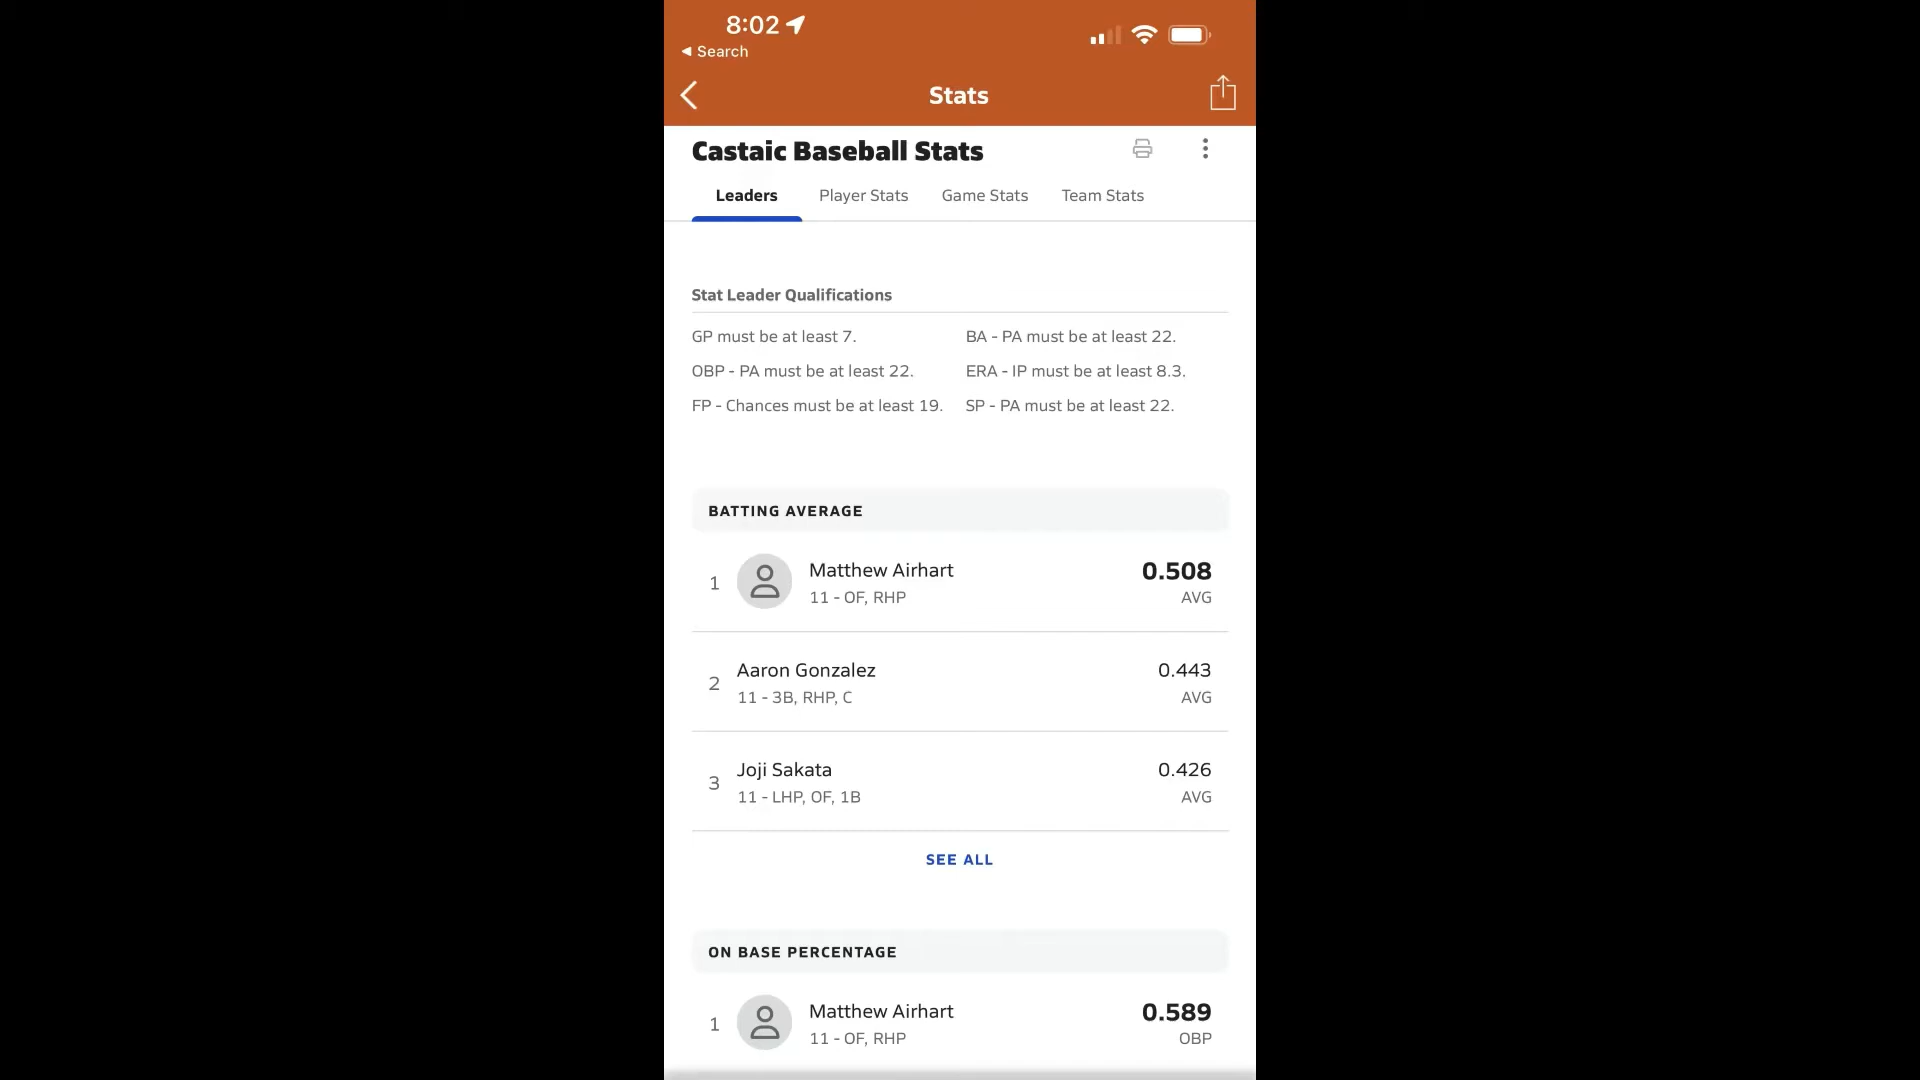 8:02
Search
Stats
Castaic Baseball Stats
Leaders Player Stats Game Stats Team Stats
Stat Leader Qualifications
GP must be at least 7. BA - PA must be at least 22.
OBP - PA must be at least 22. ERA - IP must be at least 8.3.
FP - Chances must be at least 19. SP - PA must be at least 22.
BATTING AVERAGE
1 Matthew Airhart 0.508
11 - OF, RHP AVG
2 Aaron Gonzalez 0.443
11 - 3B, RHP, C AVG
3 Joji Sakata 0.426
11 - LHP, OF, 1B AVG
SEE ALL
ON BASE PERCENTAGE
1 Matthew Airhart 0.589
11 - OF, RHP OBP